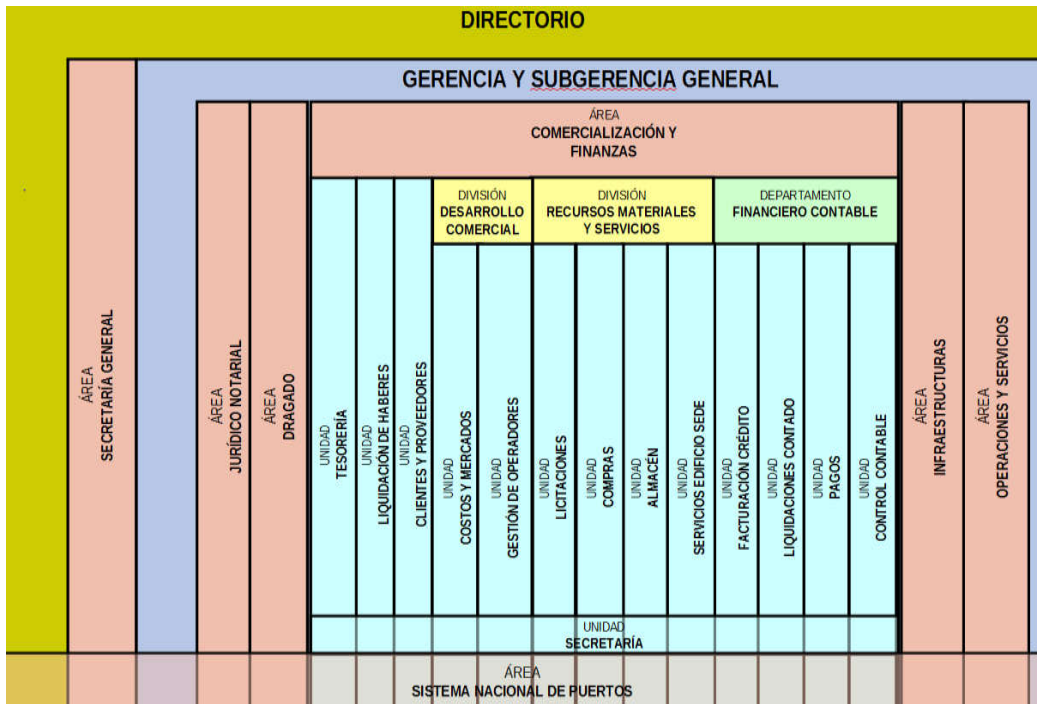 DIRECTORIO
GERENCIA Y SUBGERENCIA GENERAL
ÁREA
SECRETARÍA GENERAL
ÁREA
JURÍDICO NOTARIAL
ÁREA
DRAGADO
ÁREA
COMERCIALIZACIÓN Y
FINANZAS
UNIDAD
TESORERÍA
UNIDAD
LIQUIDACIÓN DE HABERES
UNIDAD
CLIENTES Y PROVEEDORES
DIVISIÓN
DESARROLLO
COMERCIAL
UNIDAD
COSTOS Y MERCADOS
UNIDAD
GESTIÓN DE OPERADORES
DIVISIÓN
RECURSOS MATERIALES
Y SERVICIOS
UNIDAD
LICITACIONES
UNIDAD
COMPRAS
UNIDAD
ALMACÉN
UNIDAD
SERVICIOS EDIFICIO SEDE
DEPARTAMENTO
FINANCIERO CONTABLE
UNIDAD
FACTURACIÓN CRÉDITO
UNIDAD
LIQUIDACIONES CONTADO
UNIDAD
PAGOS
UNIDAD
CONTROL CONTABLE
ÁREA
INFRAESTRUCTURAS
ÁREA
OPERACIONES Y SERVICIOS
UNIDAD
SECRETARÍA
ÁREA
SISTEMA NACIONAL DE PUERTOS